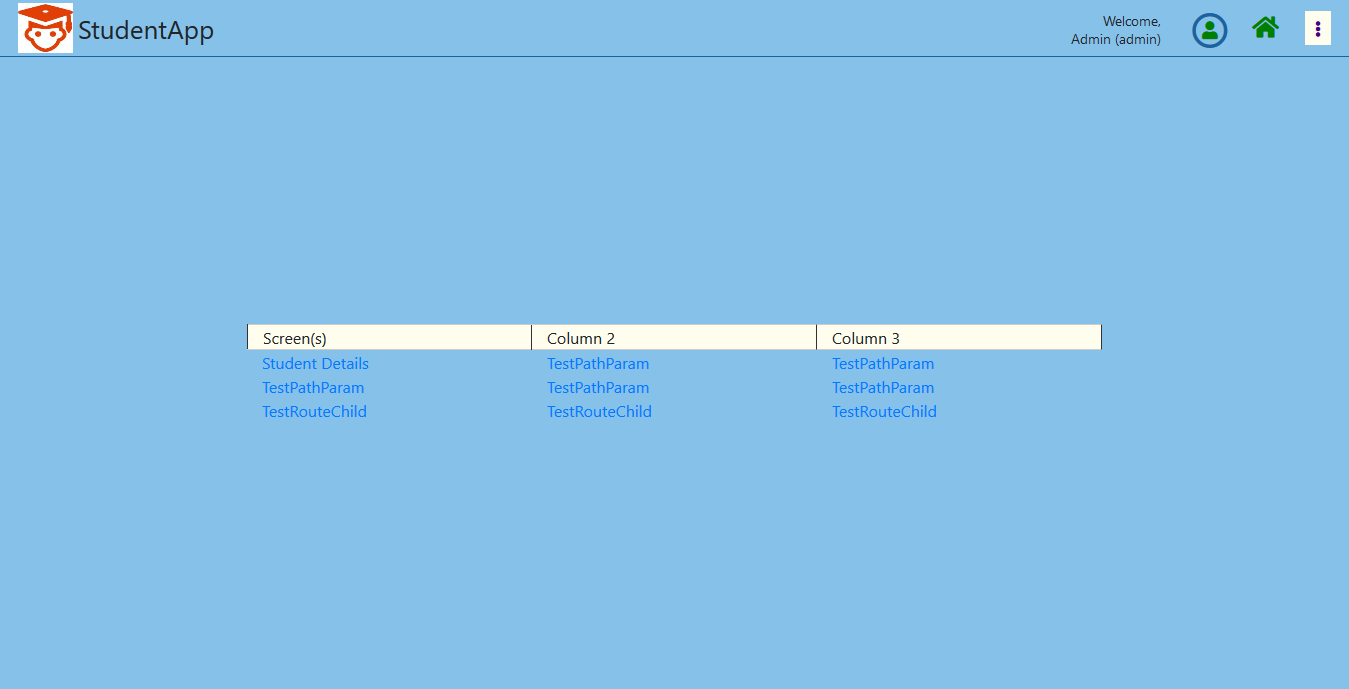 StudentApp
Welcome,
Admin (admin)
Screen(s) Column 2 Column 3
Student Details TestPathParam TestPathParam
TestPathParam TestPathParam TestPathParam
TestRouteChild TestRouteChild TestRouteChild